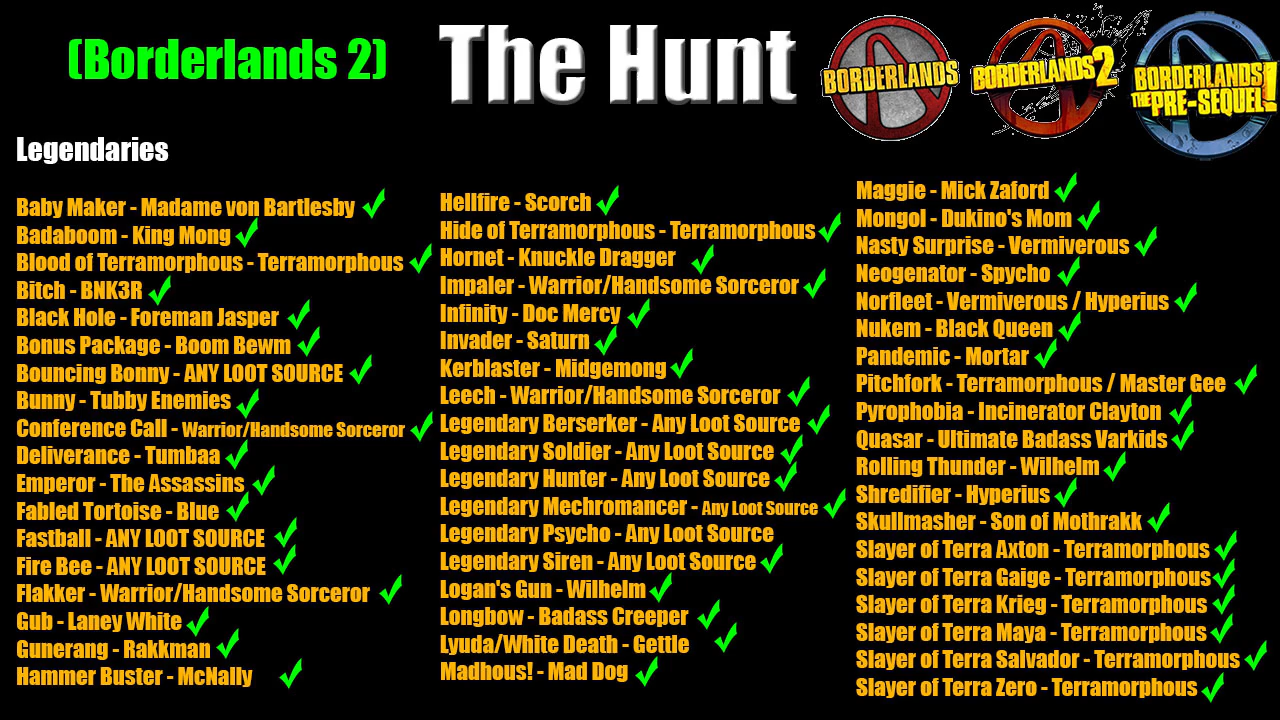 (Borderlands 2)
The Hunt
BORDERLANDS
BORDERLANDS 2
BORDERLANDS
THE PRE-SEQUEL!
Legendaries
Baby Maker - Madame von Bartlesby
Badaboom - King Mong
Blood of Terramorphous - Terramorphous
Bitch - BNK3R
Black Hole - Foreman Jasper
Bonus Package - Boom Bewm
Bouncing Bonny - ANY LOOT SOURCE
Bunny - Tubby Enemies
Conference Call - Warrior/Handsome Sorceror
Deliverance - Tumbaa
Emperor - The Assassins
Fabled Tortoise - Blue
Fastball - ANY LOOT SOURCE
Fire Bee - ANY LOOT SOURCE
Flakker - Warrior/Handsome Sorceror
Gub - Laney White
Gunerang - Rakkman
Hammer Buster - McNally
Hellfire - Scorch
Hide of Terramorphous - Terramorphous
Hornet - Knuckle Dragger
Impaler - Warrior/Handsome Sorceror
Infinity - Doc Mercy
Invader - Saturn
Kerblaster - Midgemong
Leech - Warrior/Handsome Sorceror
Legendary Berserker - Any Loot Source
Legendary Soldier - Any Loot Source
Legendary Hunter - Any Loot Source
Legendary Mechromancer - Any Loot Source
Legendary Psycho - Any Loot Source
Legendary Siren - Any Loot Source
Logan's Gun - Wilhelm
Longbow - Badass Creeper
Lyuda/White Death - Gettle
Madhous! - Mad Dog
Maggie - Mick Zaford
Mongol - Dukino's Mom
Nasty Surprise - Vermiverous
Neogenator - Spycho
Norfleet - Vermiverous / Hyperius
Nukem - Black Queen
Pandemic - Mortar
Pitchfork - Terramorphous / Master Gee
Pyrophobia - Incinerator Clayton
Quasar - Ultimate Badass Varkids
Rolling Thunder - Wilhelm
Shredifier - Hyperius
Skullmasher - Son of Mothrakk
Slayer of Terra Axton - Terramorphous
Slayer of Terra Gaige - Terramorphous
Slayer of Terra Krieg - Terramorphous
Slayer of Terra Maya - Terramorphous
Slayer of Terra Salvador - Terramorphous
Slayer of Terra Zero - Terramorphous